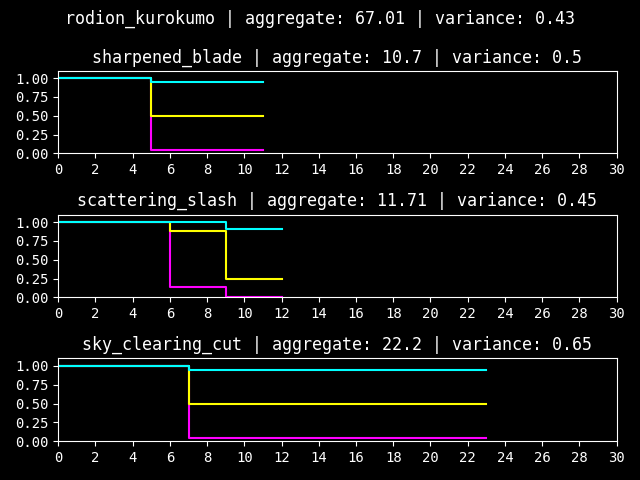 rodion_kurokumo | aggregate: 67.01 | variance: 0.43
sharpened_blade | aggregate: 10.7 | variance: 0.5
1.00
0.75
0.50
0.25
0.00
0 2 4 6 8 10 12 14 16 18 20 22 24 26 28 30
scattering_slash | aggregate: 11.71 | variance: 0.45
1.00
0.75
0.50
0.25
0.00
0 2 4 6 8 10 12 14 16 18 20 22 24 26 28 30
sky_clearing_cut | aggregate: 22.2 | variance: 0.65
1.00
0.75
0.50
0.25
0.00
0 2 4 6 8 10 12 14 16 18 20 22 24 26 28 30